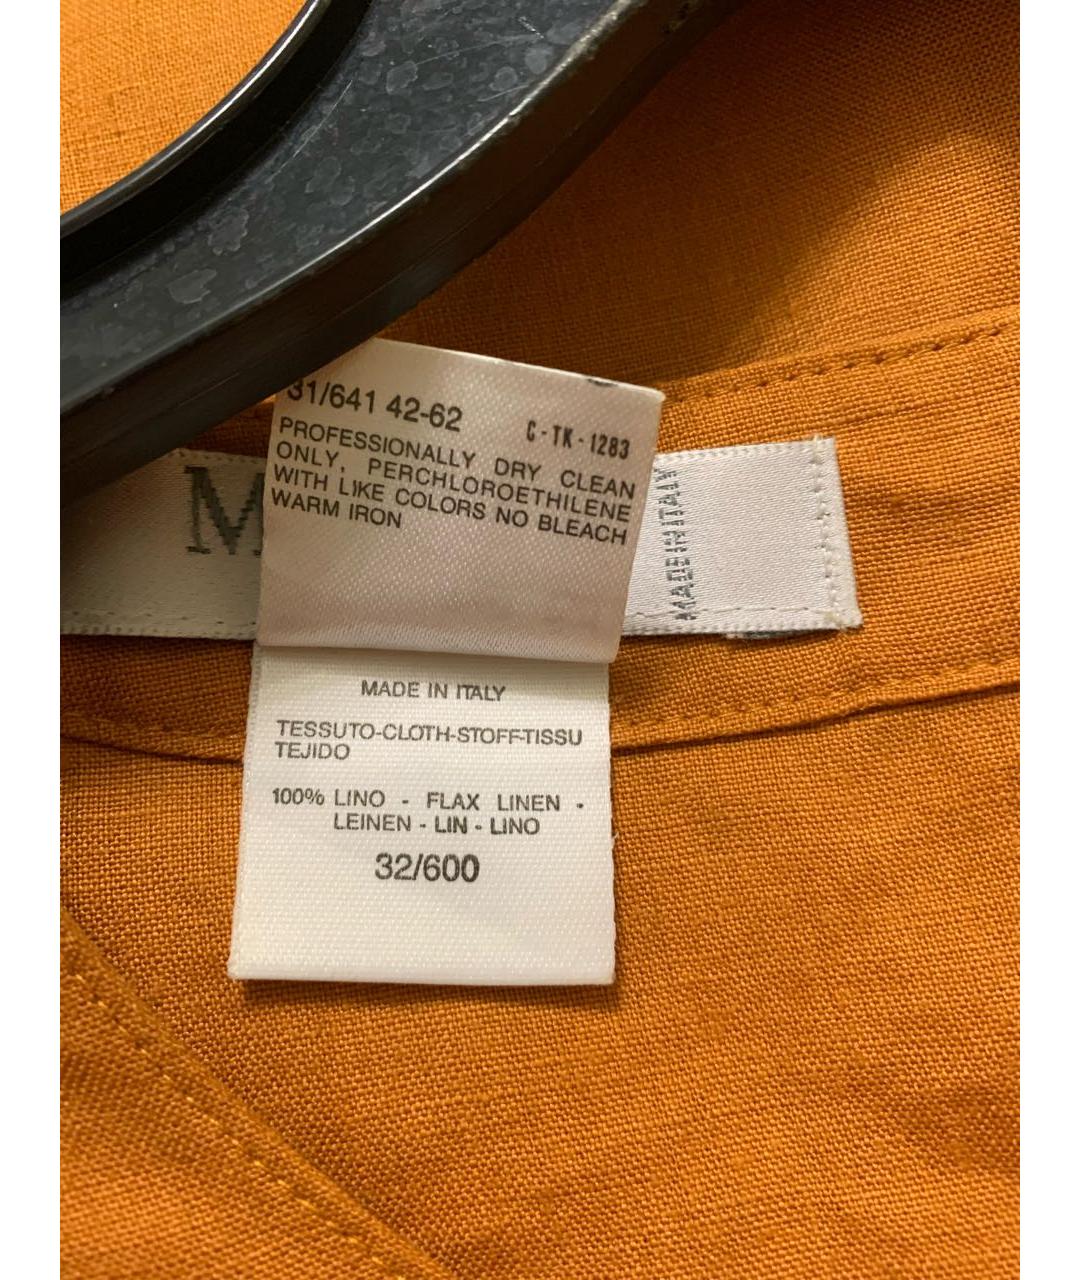 31/641 42-62 C-TK-1283
PROFESSIONALLY DRY CLEAN
ONLY, PERCHLOROETHILENE
WITH LIKE COLORS NO BLEACH
WARM IRON
M
MADE IN ITALY
MADE IN ITALY
TESSUTO-CLOTH-STOFF-TISSU
TEJIDO
100% LINO - FLAX LINEN -
LEINEN - LIN - LINO
32/600